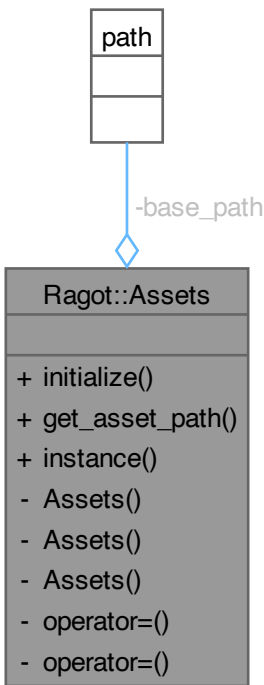 path
-base_path
Ragot::Assets
+ initialize()
+ get_asset_path()
+ instance()
- Assets()
- Assets()
- Assets()
- operator=()
- operator=()